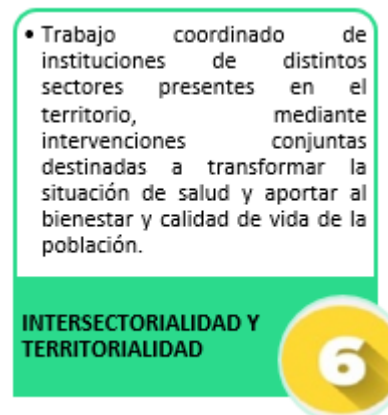 • Trabajo coordinado de
instituciones de distintos
sectores presentes en el
territorio, mediante
intervenciones conjuntas
destinadas a transformar la
situación de salud y aportar al
bienestar y calidad de vida de la
población.
INTERSECTORIALIDAD Y
TERRITORIALIDAD
6